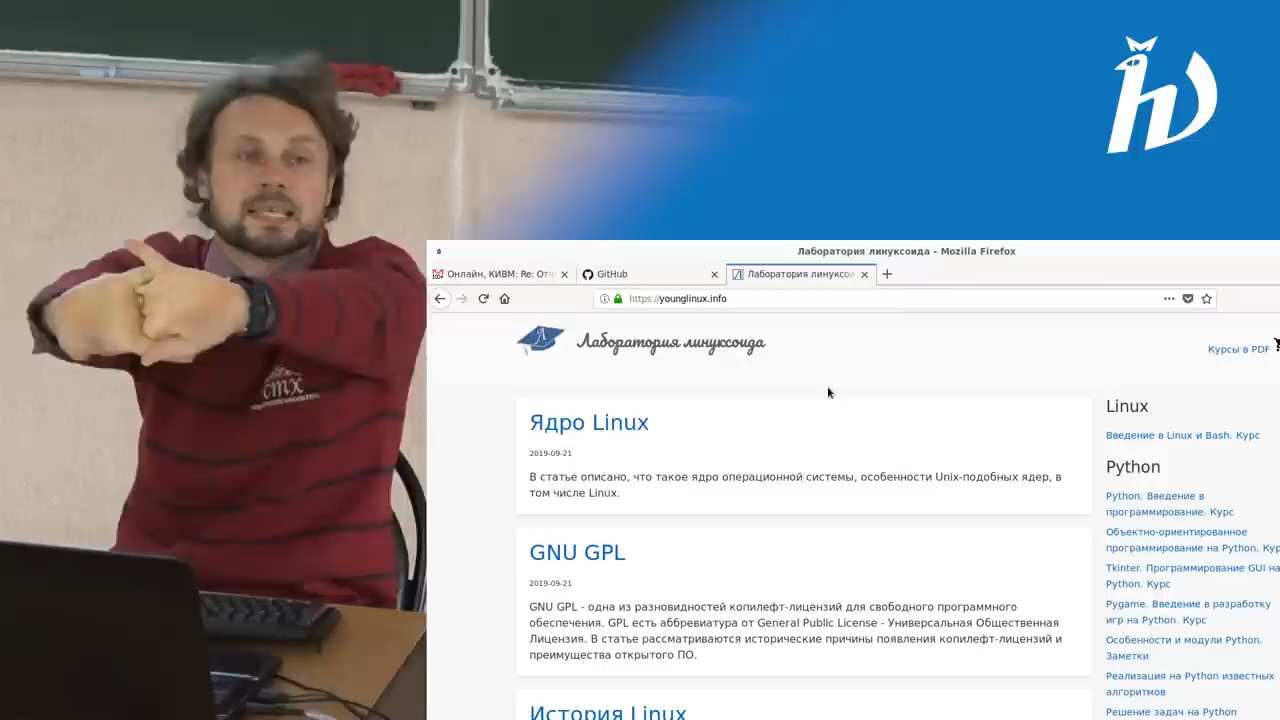 Лаборатория линуксоида - Mozilla Firefox
Онлайн, КИВМ: Re: Отч
GitHub
Лаборатория линуксои
https://younglinux.info
Лаборатория линуксоида
Курсы в PDF
Ядро Linux
2019-09-21
В статье описано, что такое ядро операционной системы, особенности Unix-подобных ядер, в
том числе Linux.
GNU GPL
2019-09-21
GNU GPL - одна из разновидностей копилефт-лицензий для свободного программного
обеспечения. GPL есть аббревиатура от General Public License - Универсальная Общественная
Лицензия. В статье рассматриваются исторические причины появления копилефт-лицензий и
преимущества открытого ПО.
История Linux
Linux
Введение в Linux и Bash. Курс
Python
Python. Введение в
программирование. Курс
Объектно-ориентированное
программирование на Python. Кур
Tkinter. Программирование GUI на
Python. Курс
Pygame. Введение в разработку
игр на Python. Курс
Особенности и модули Python.
Заметки
Реализация на Python известных
алгоритмов
Решение задач на Python
стх